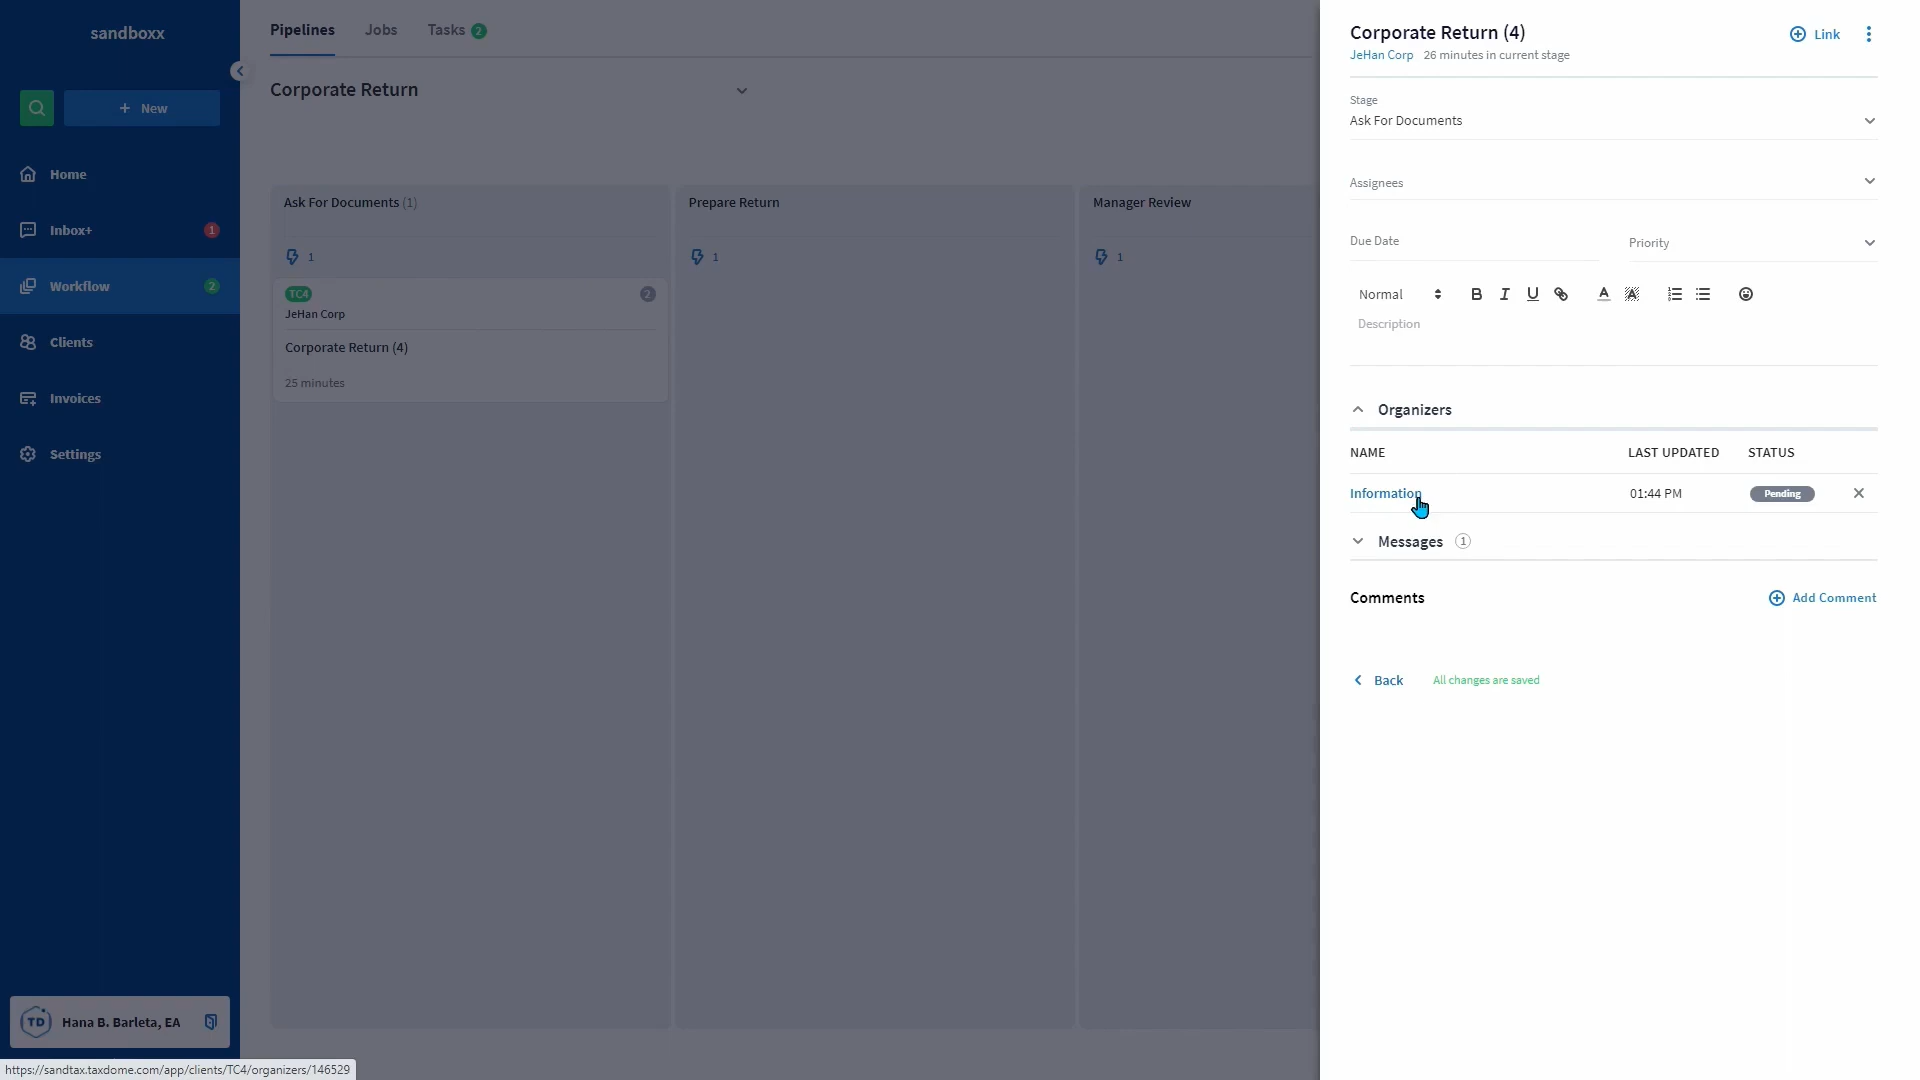 sandboxx
+ New
Home
Inbox+ 1
Workflow 2
Clients
Invoices
Settings
TD Hana B. Barleta, EA
https://sandtax.taxdome.com/app/clients/TC4/organizers/146529
Pipelines Jobs Tasks 2
Corporate Return
Ask For Documents (1)
1
TC4 2
JeHan Corp
Corporate Return (4)
25 minutes
Prepare Return
1
Manager Review
1
Corporate Return (4) Link
JeHan Corp 26 minutes in current stage
Stage
Ask For Documents
Assignees
Due Date Priority
Normal B I U A A
Description
Organizers
NAME LAST UPDATED STATUS
Information 01:44 PM Pending
Messages 1
Comments Add Comment
Back All changes are saved